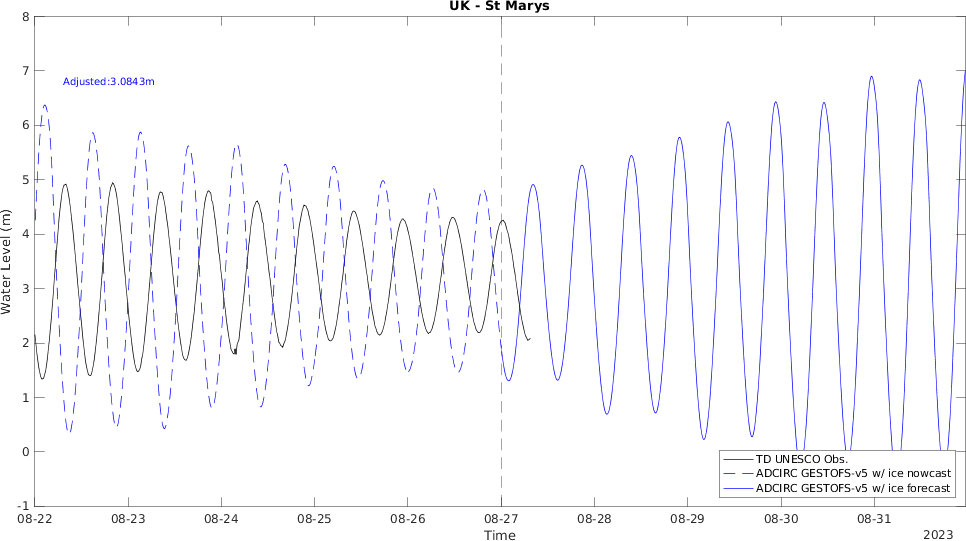 UK - St Marys
8
7
6
5
4
3
2
1
0
-1
Water Level (m)
Adjusted:3.0843m
TD UNESCO Obs.
ADCIRC GESTOFS-v5 w/ ice nowcast
ADCIRC GESTOFS-v5 w/ ice forecast
08-22 08-23 08-24 08-25 08-26 08-27 08-28 08-29 08-30 08-31
Time
2023